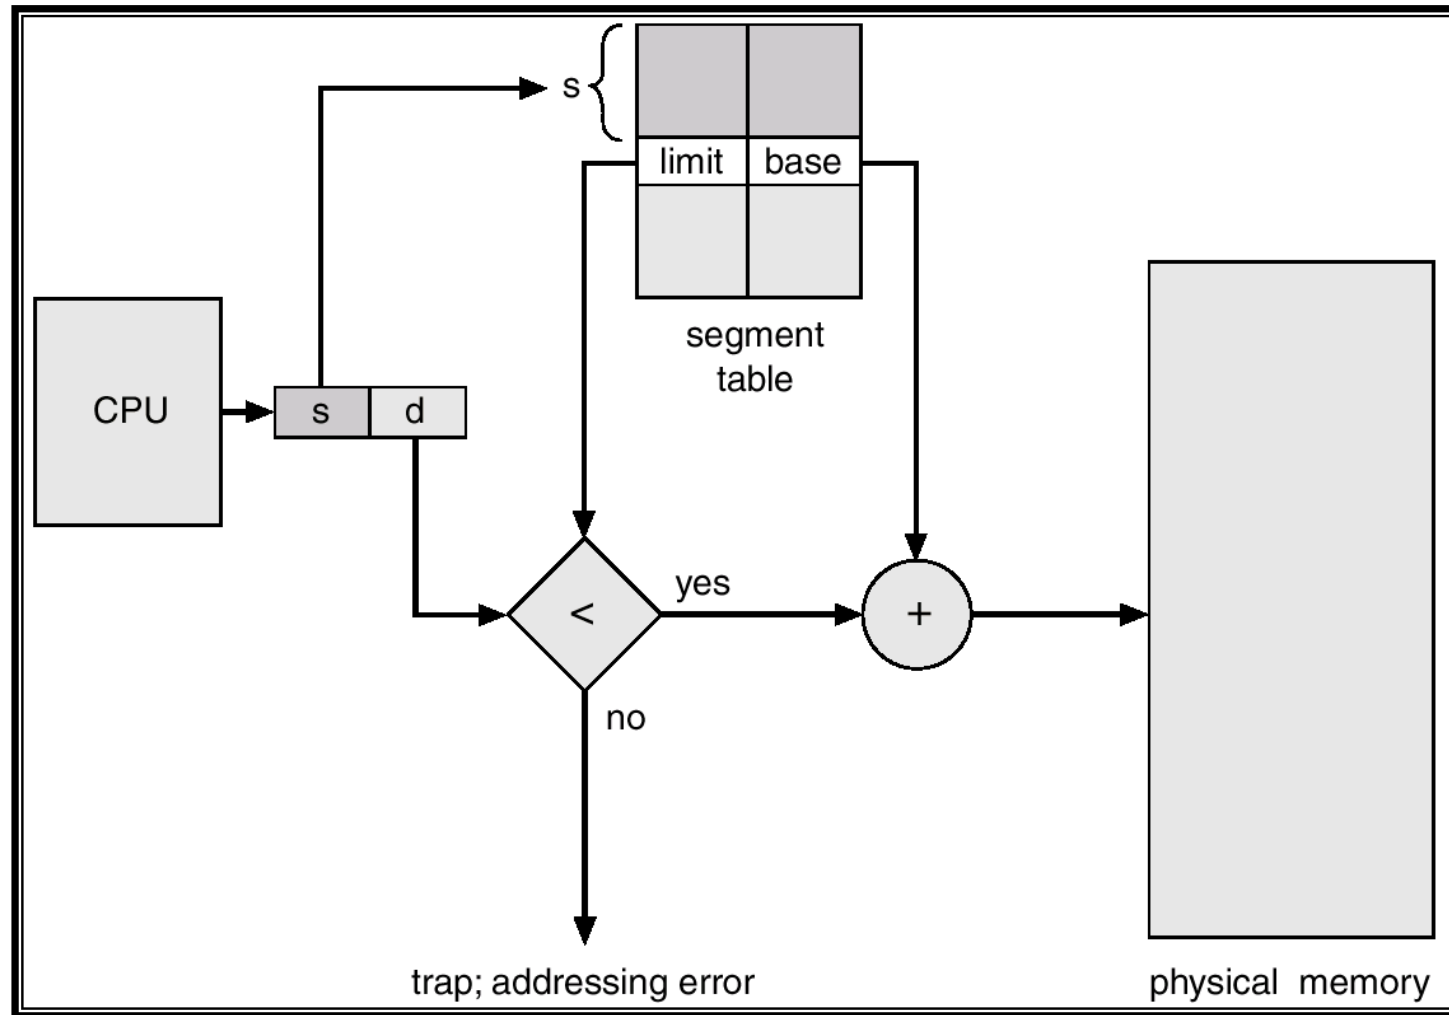 s
limit base
segment
table
CPU
s d
<
yes
+
no
trap; addressing error
physical memory